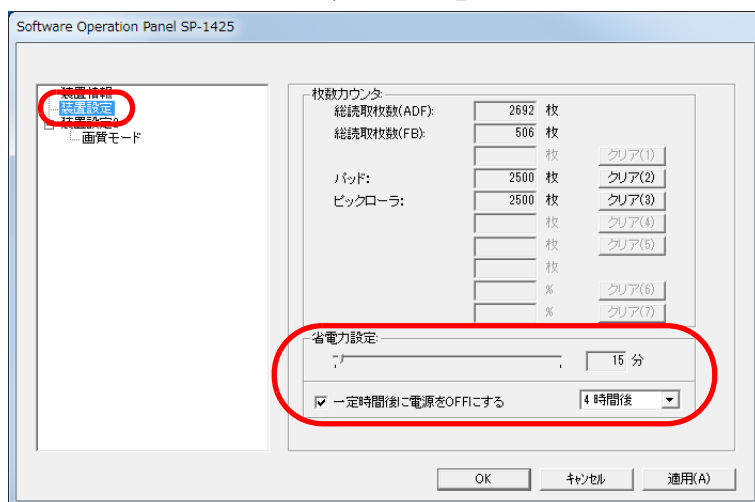 Software Operation Panel SP-1425
装置情報
装置設定
装置設定2
画質モード
枚数カウンタ
総読取枚数(ADF): 2692 枚
総読取枚数(FB): 506 枚
枚 クリア(1)
パッド: 2500 枚 クリア(2)
ピックローラ: 2500 枚 クリア(3)
枚 クリア(4)
枚 クリア(5)
枚
% クリア(6)
% クリア(7)
省電力設定:
15 分
一定時間後に電源をOFFにする 4 時間後
OK キャンセル 適用(A)